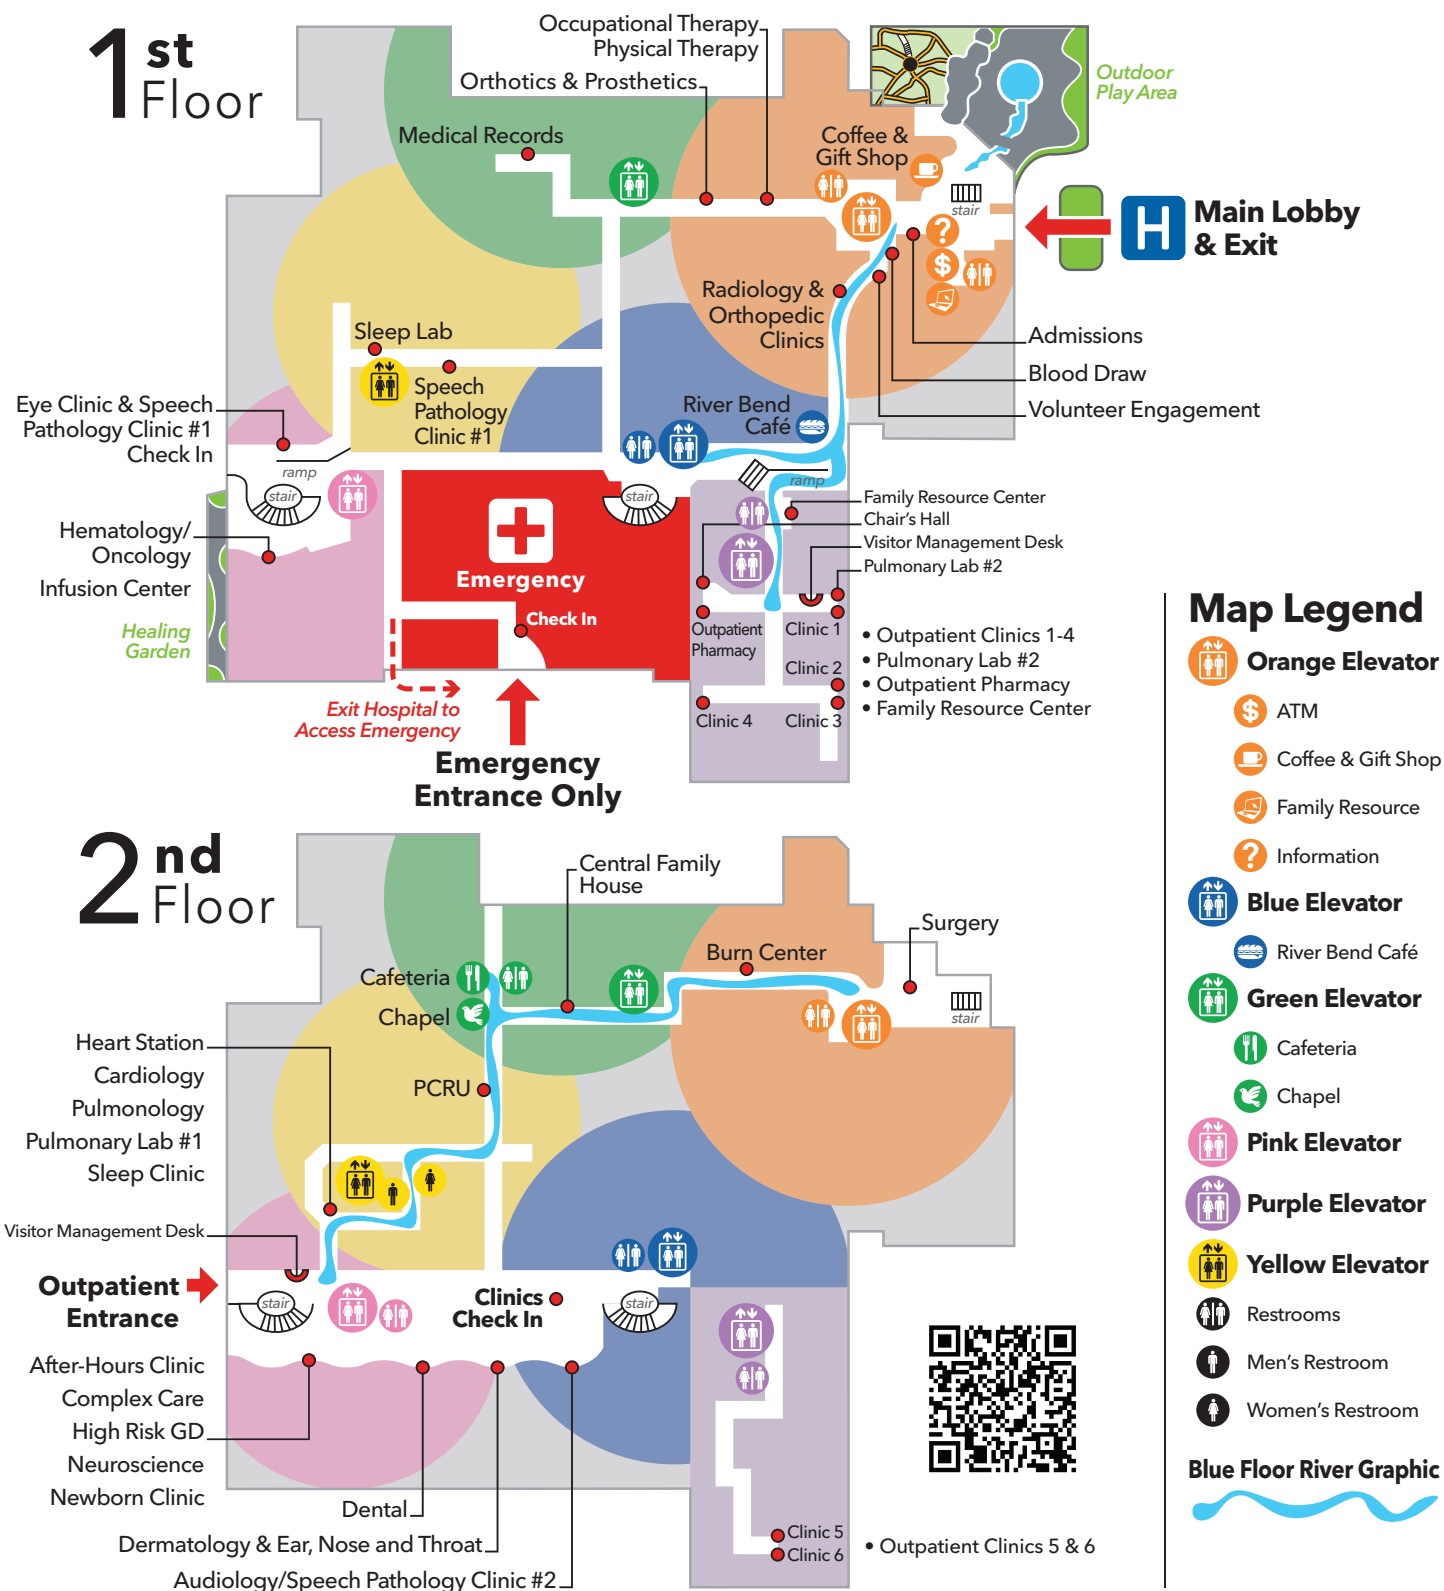 1st
Floor
Occupational Therapy
Physical Therapy
Orthotics & Prosthetics
Medical Records
Coffee &
Gift Shop
Outdoor
Play Area
stair
?
$
H
Main Lobby
& Exit
Radiology &
Orthopedic
Clinics
Admissions
Blood Draw
Volunteer Engagement
Sleep Lab
Speech
Pathology
Clinic #1
Eye Clinic & Speech
Pathology Clinic #1
Check In
River Bend
Café
ramp
stair
stair
ramp
Hematology/
Oncology
Infusion Center
Healing
Garden
Emergency
Check In
Family Resource Center
Chair's Hall
Visitor Management Desk
Pulmonary Lab #2
Outpatient
Pharmacy
Clinic 1
Clinic 2
Clinic 4
Clinic 3
• Outpatient Clinics 1-4
• Pulmonary Lab #2
• Outpatient Pharmacy
• Family Resource Center
Exit Hospital to
Access Emergency
Emergency
Entrance Only
2nd
Floor
Central Family
House
Surgery
Burn Center
Cafeteria
Chapel
stair
PCRU
Heart Station
Cardiology
Pulmonology
Pulmonary Lab #1
Sleep Clinic
Visitor Management Desk
Outpatient
Entrance
stair
Clinics
Check In
stair
After-Hours Clinic
Complex Care
High Risk GD
Neuroscience
Newborn Clinic
Dental
Dermatology & Ear, Nose and Throat
Audiology/Speech Pathology Clinic #2
Clinic 5
Clinic 6
• Outpatient Clinics 5 & 6
Map Legend
Orange Elevator
$ ATM
Coffee & Gift Shop
Family Resource
? Information
Blue Elevator
River Bend Café
Green Elevator
Cafeteria
Chapel
Pink Elevator
Purple Elevator
Yellow Elevator
Restrooms
Men's Restroom
Women's Restroom
Blue Floor River Graphic